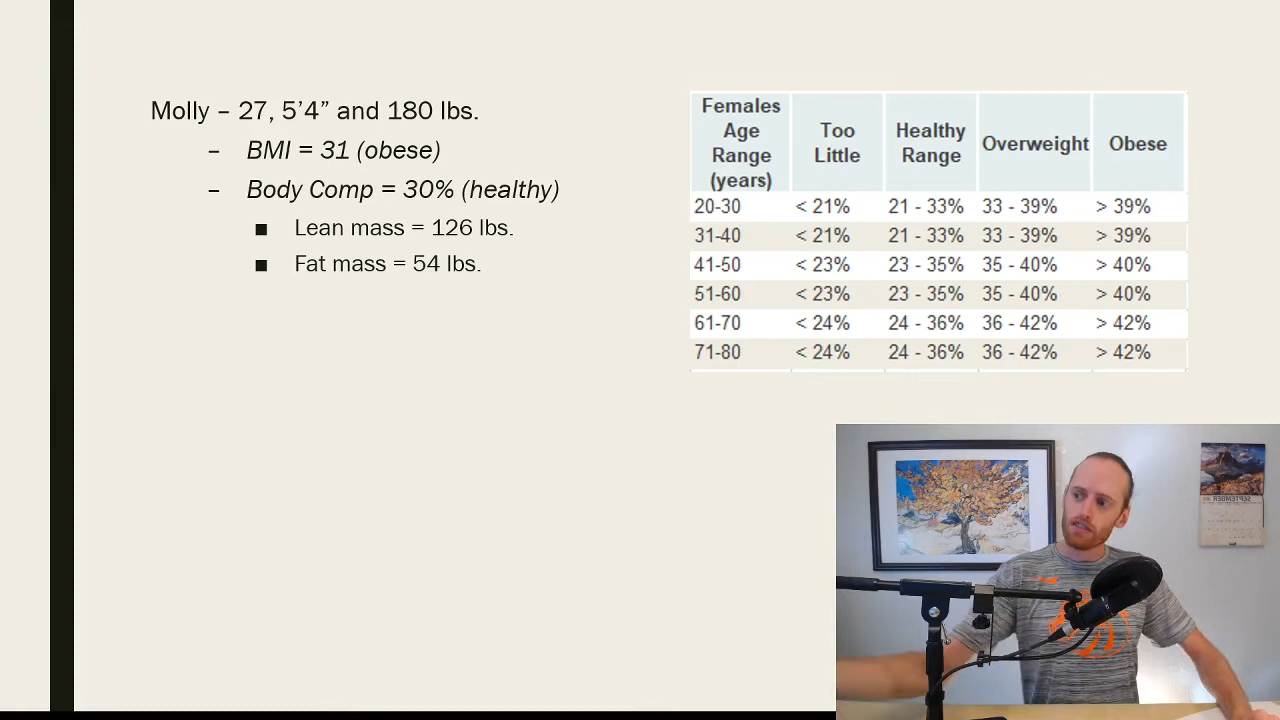 Molly – 27, 5’4” and 180 lbs.
– BMI = 31 (obese)
– Body Comp = 30% (healthy)
■ Lean mass = 126 lbs.
■ Fat mass = 54 lbs.
Females Age Range (years) Too Little Healthy Range Overweight Obese
20-30 < 21% 21 - 33% 33 - 39% > 39%
31-40 < 21% 21 - 33% 33 - 39% > 39%
41-50 < 23% 23 - 35% 35 - 40% > 40%
51-60 < 23% 23 - 35% 35 - 40% > 40%
61-70 < 24% 24 - 36% 36 - 42% > 42%
71-80 < 24% 24 - 36% 36 - 42% > 42%
SEPTEMBER